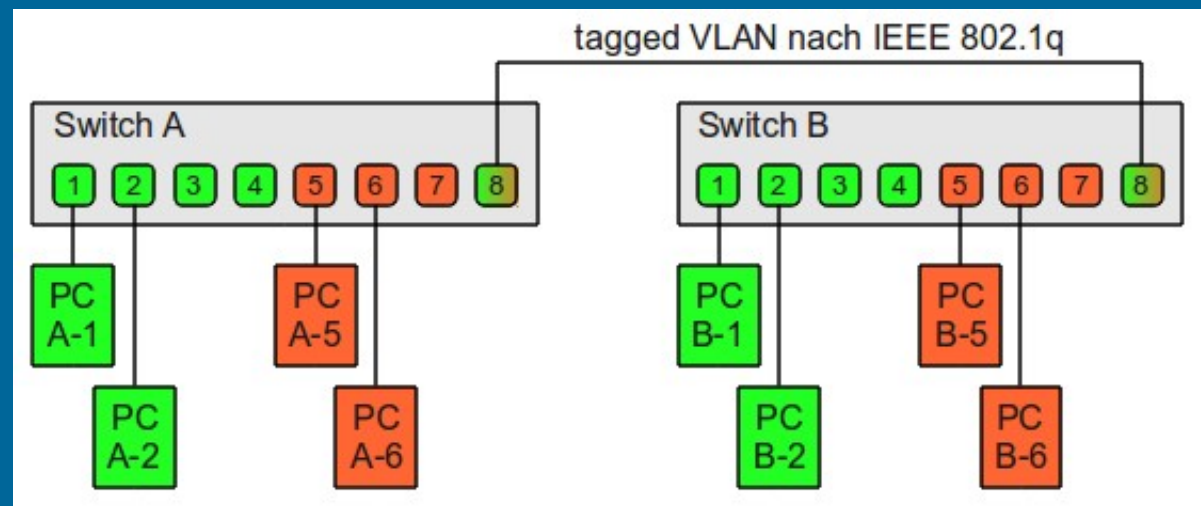 tagged VLAN nach IEEE 802.1q
Switch A
1 2 3 4 5 6 7 8
PC
A-1
PC
A-2
PC
A-5
PC
A-6
Switch B
1 2 3 4 5 6 7 8
PC
B-1
PC
B-2
PC
B-5
PC
B-6